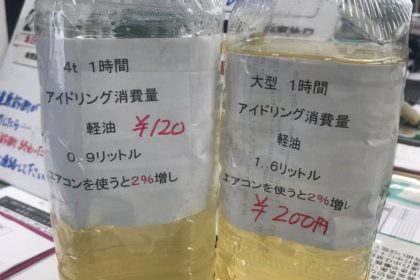 4t 1時間
アイドリング消費量
軽油 ¥120
0.9リットル
エアコンを使うと2%増し
大型 1時間
アイドリング消費量
軽油
1.6リットル
エアコンを使うと2%増し
¥200円